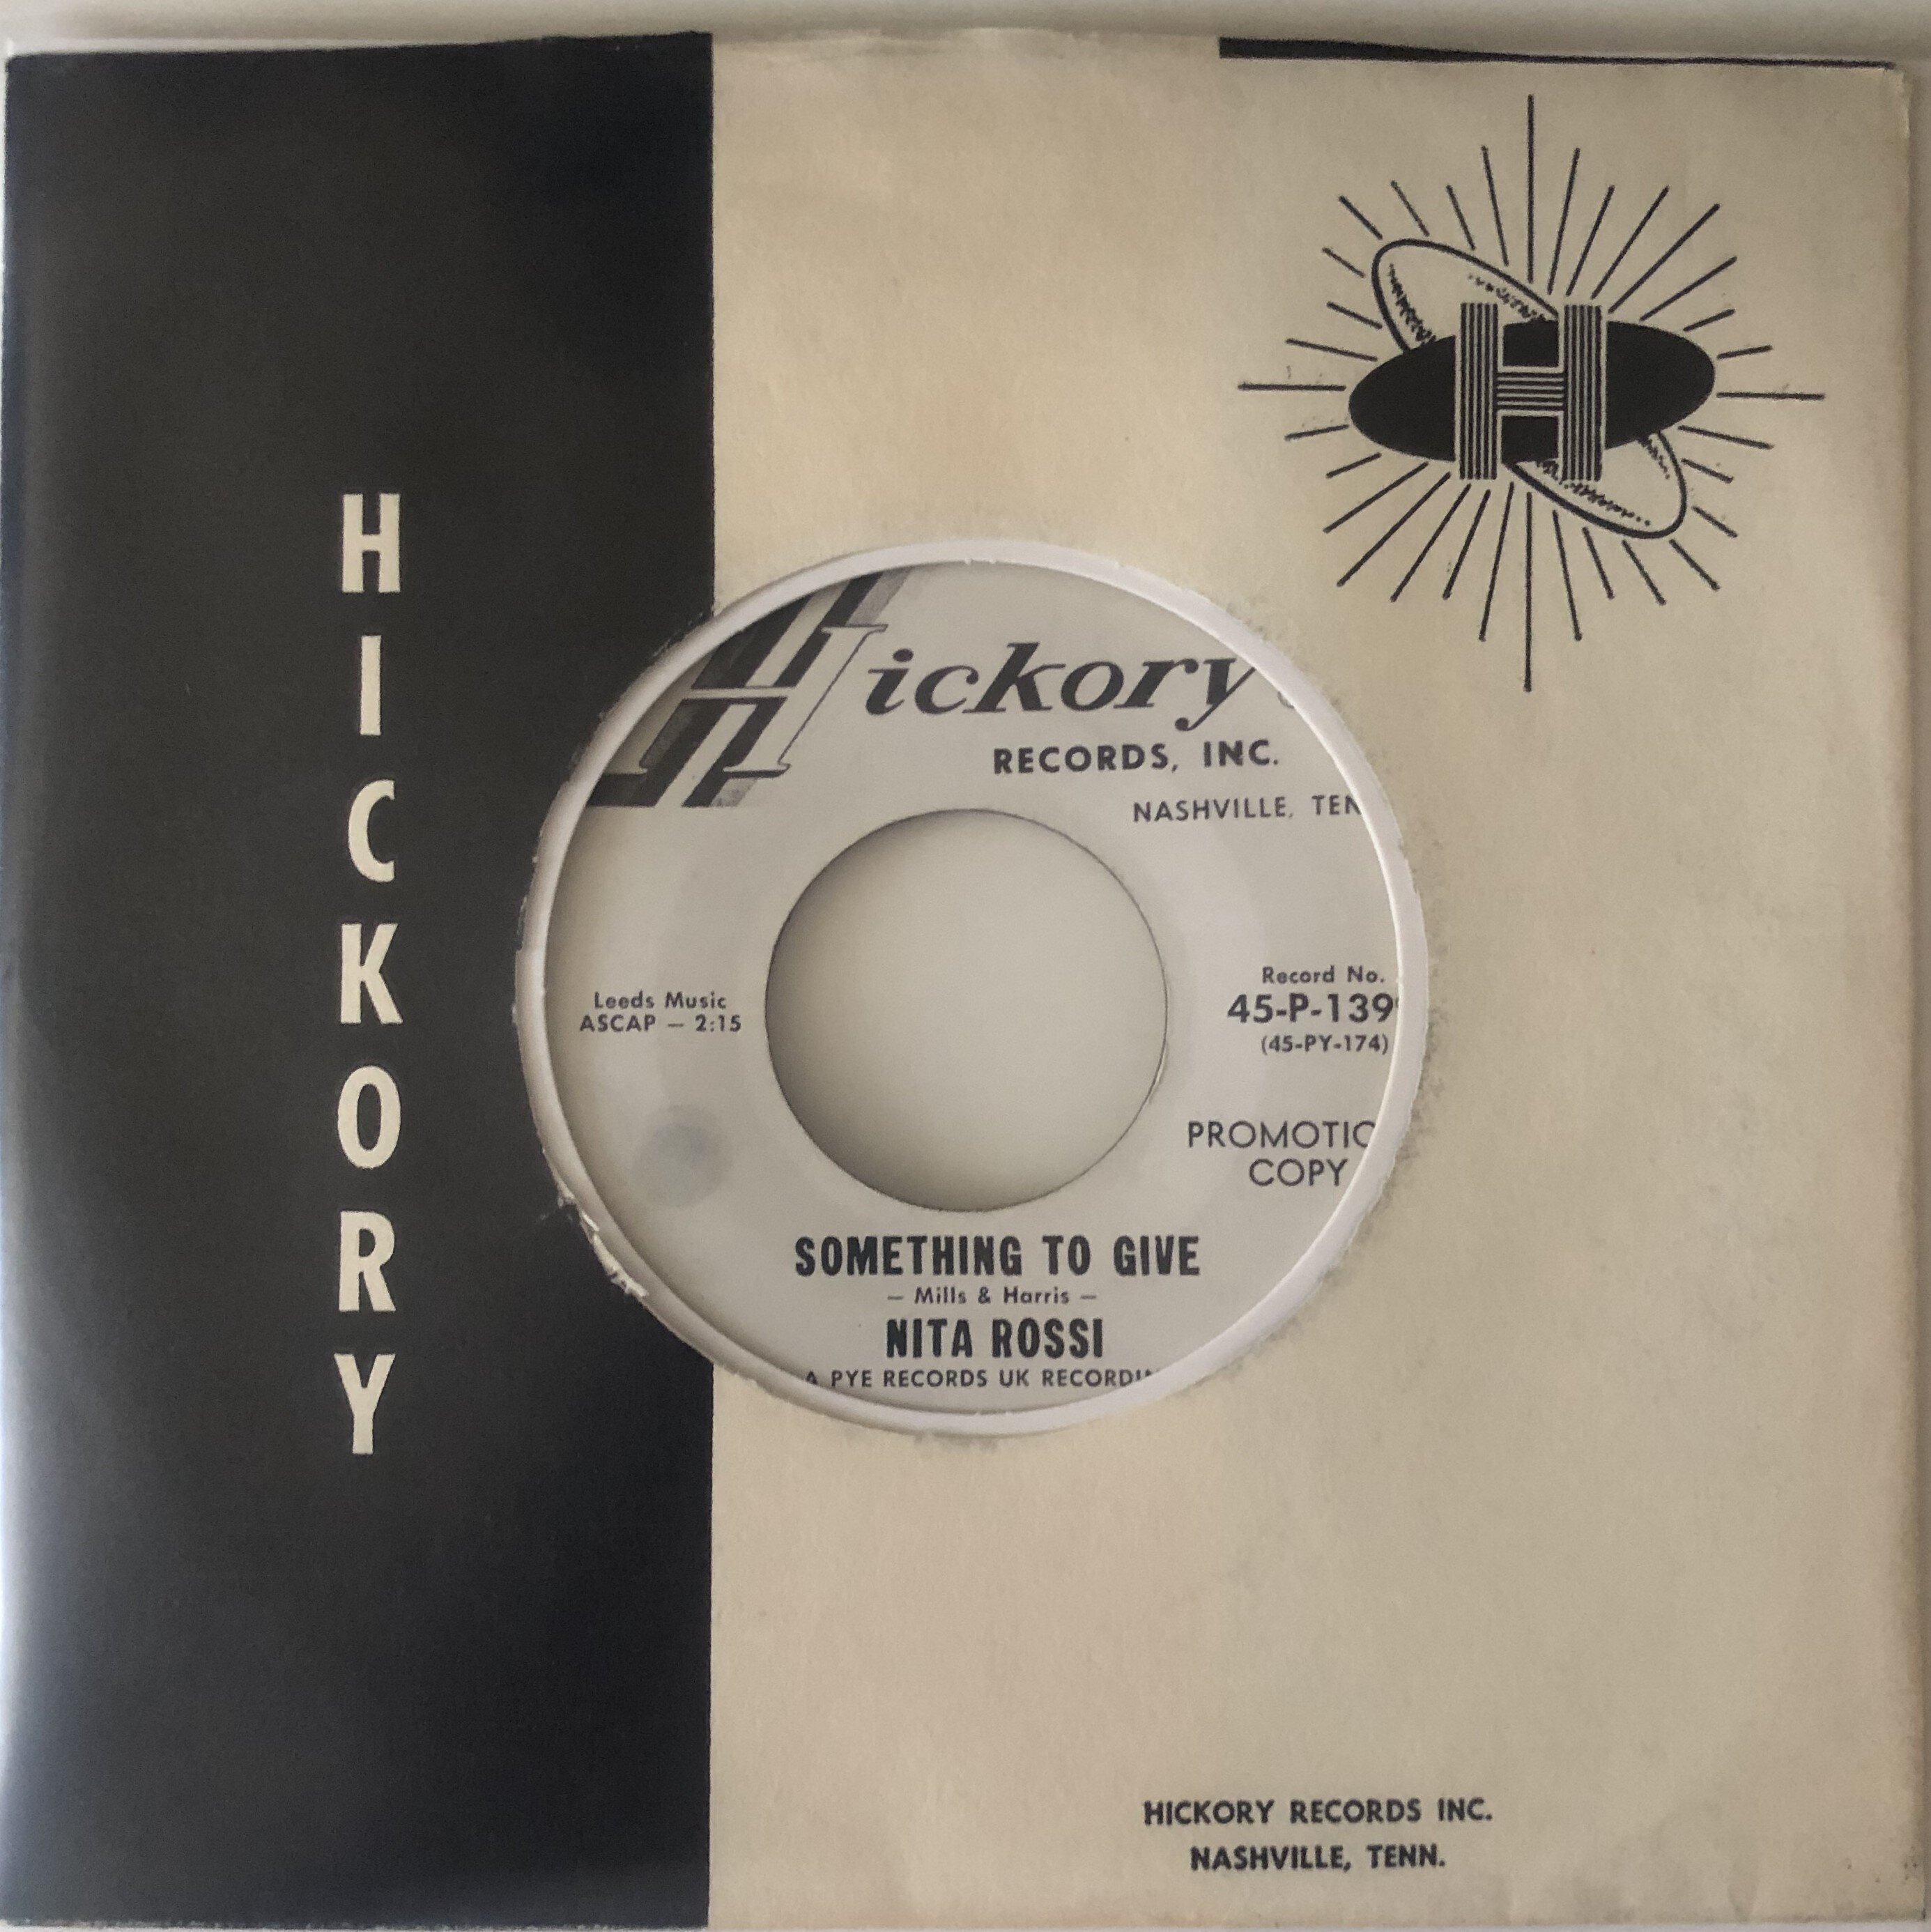 HICKORY
H
Hickory
RECORDS, INC.
NASHVILLE, TEN
Leeds Music
ASCAP – 2:15
Record No.
45-P-139
(45-PY-174)
PROMOTIO
COPY
SOMETHING TO GIVE
– Mills & Harris –
NITA ROSSI
A PYE RECORDS UK RECORDIN
HICKORY RECORDS INC.
NASHVILLE, TENN.